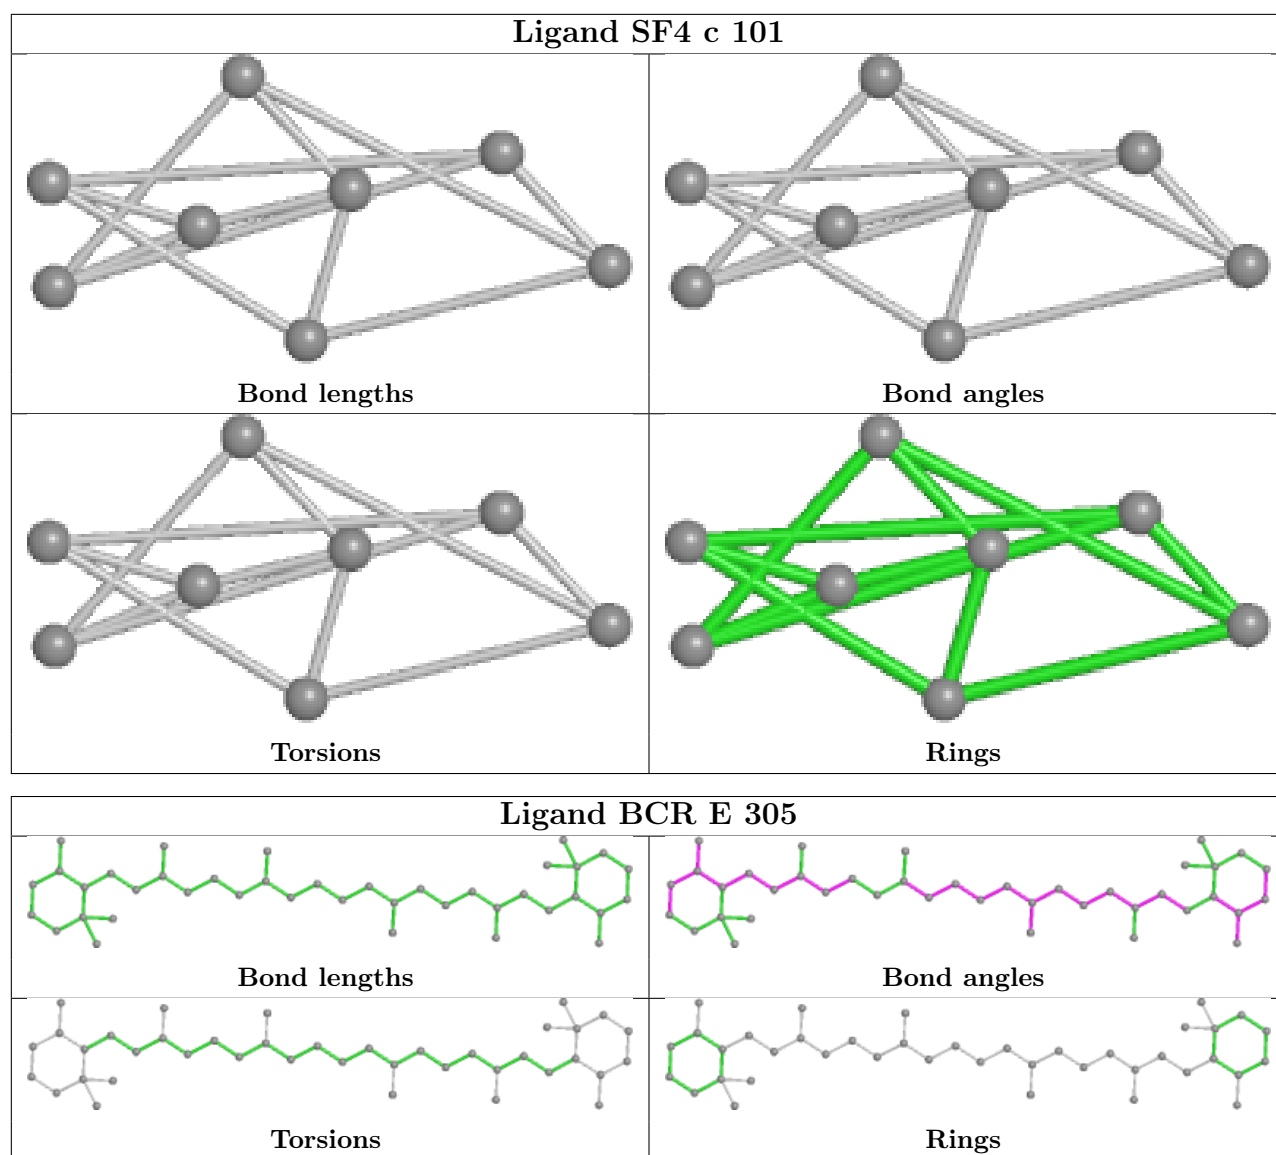 Ligand SF4 c 101
Bond lengths
Bond angles
Torsions
Rings
Ligand BCR E 305
Bond lengths
Bond angles
Torsions
Rings